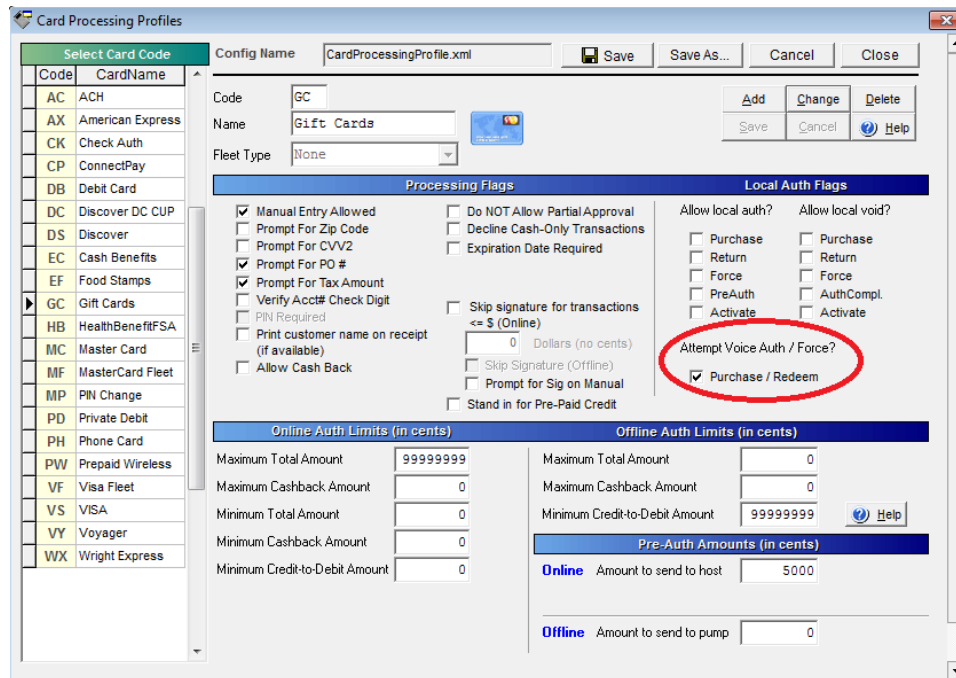 Card Processing Profiles
Select Card Code
Code CardName
AC ACH
AX American Express
CK Check Auth
CP ConnectPay
DB Debit Card
DC Discover DC CUP
DS Discover
EC Cash Benefits
EF Food Stamps
GC Gift Cards
HB HealthBenefitFSA
MC Master Card
MF MasterCard Fleet
MP PIN Change
PD Private Debit
PH Phone Card
PW Prepaid Wireless
VF Visa Fleet
VS VISA
VY Voyager
WX Wright Express
Config Name CardProcessingProfile.xml Save Save As... Cancel Close
Code GC
Name Gift Cards
Fleet Type None
Add Change Delete
Save Cancel Help
Processing Flags
Manual Entry Allowed
Prompt For Zip Code
Prompt For CVV2
Prompt For PO #
Prompt For Tax Amount
Verify Acct# Check Digit
PIN Required
Print customer name on receipt
(if available)
Allow Cash Back
Do NOT Allow Partial Approval
Decline Cash-Only Transactions
Expiration Date Required
Skip signature for transactions
<= $ (Online)
0 Dollars (no cents)
Skip Signature (Offline)
Prompt for Sig on Manual
Stand in for Pre-Paid Credit
Local Auth Flags
Allow local auth? Allow local void?
Purchase Purchase
Return Return
Force Force
PreAuth AuthCompl.
Activate Activate
Attempt Voice Auth / Force?
Purchase / Redeem
Online Auth Limits (in cents)
Maximum Total Amount 99999999
Maximum Cashback Amount 0
Minimum Total Amount 0
Minimum Cashback Amount 0
Minimum Credit-to-Debit Amount 0
Offline Auth Limits (in cents)
Maximum Total Amount 0
Maximum Cashback Amount 0
Minimum Credit-to-Debit Amount 99999999 Help
Pre-Auth Amounts (in cents)
Online Amount to send to host 5000
Offline Amount to send to pump 0